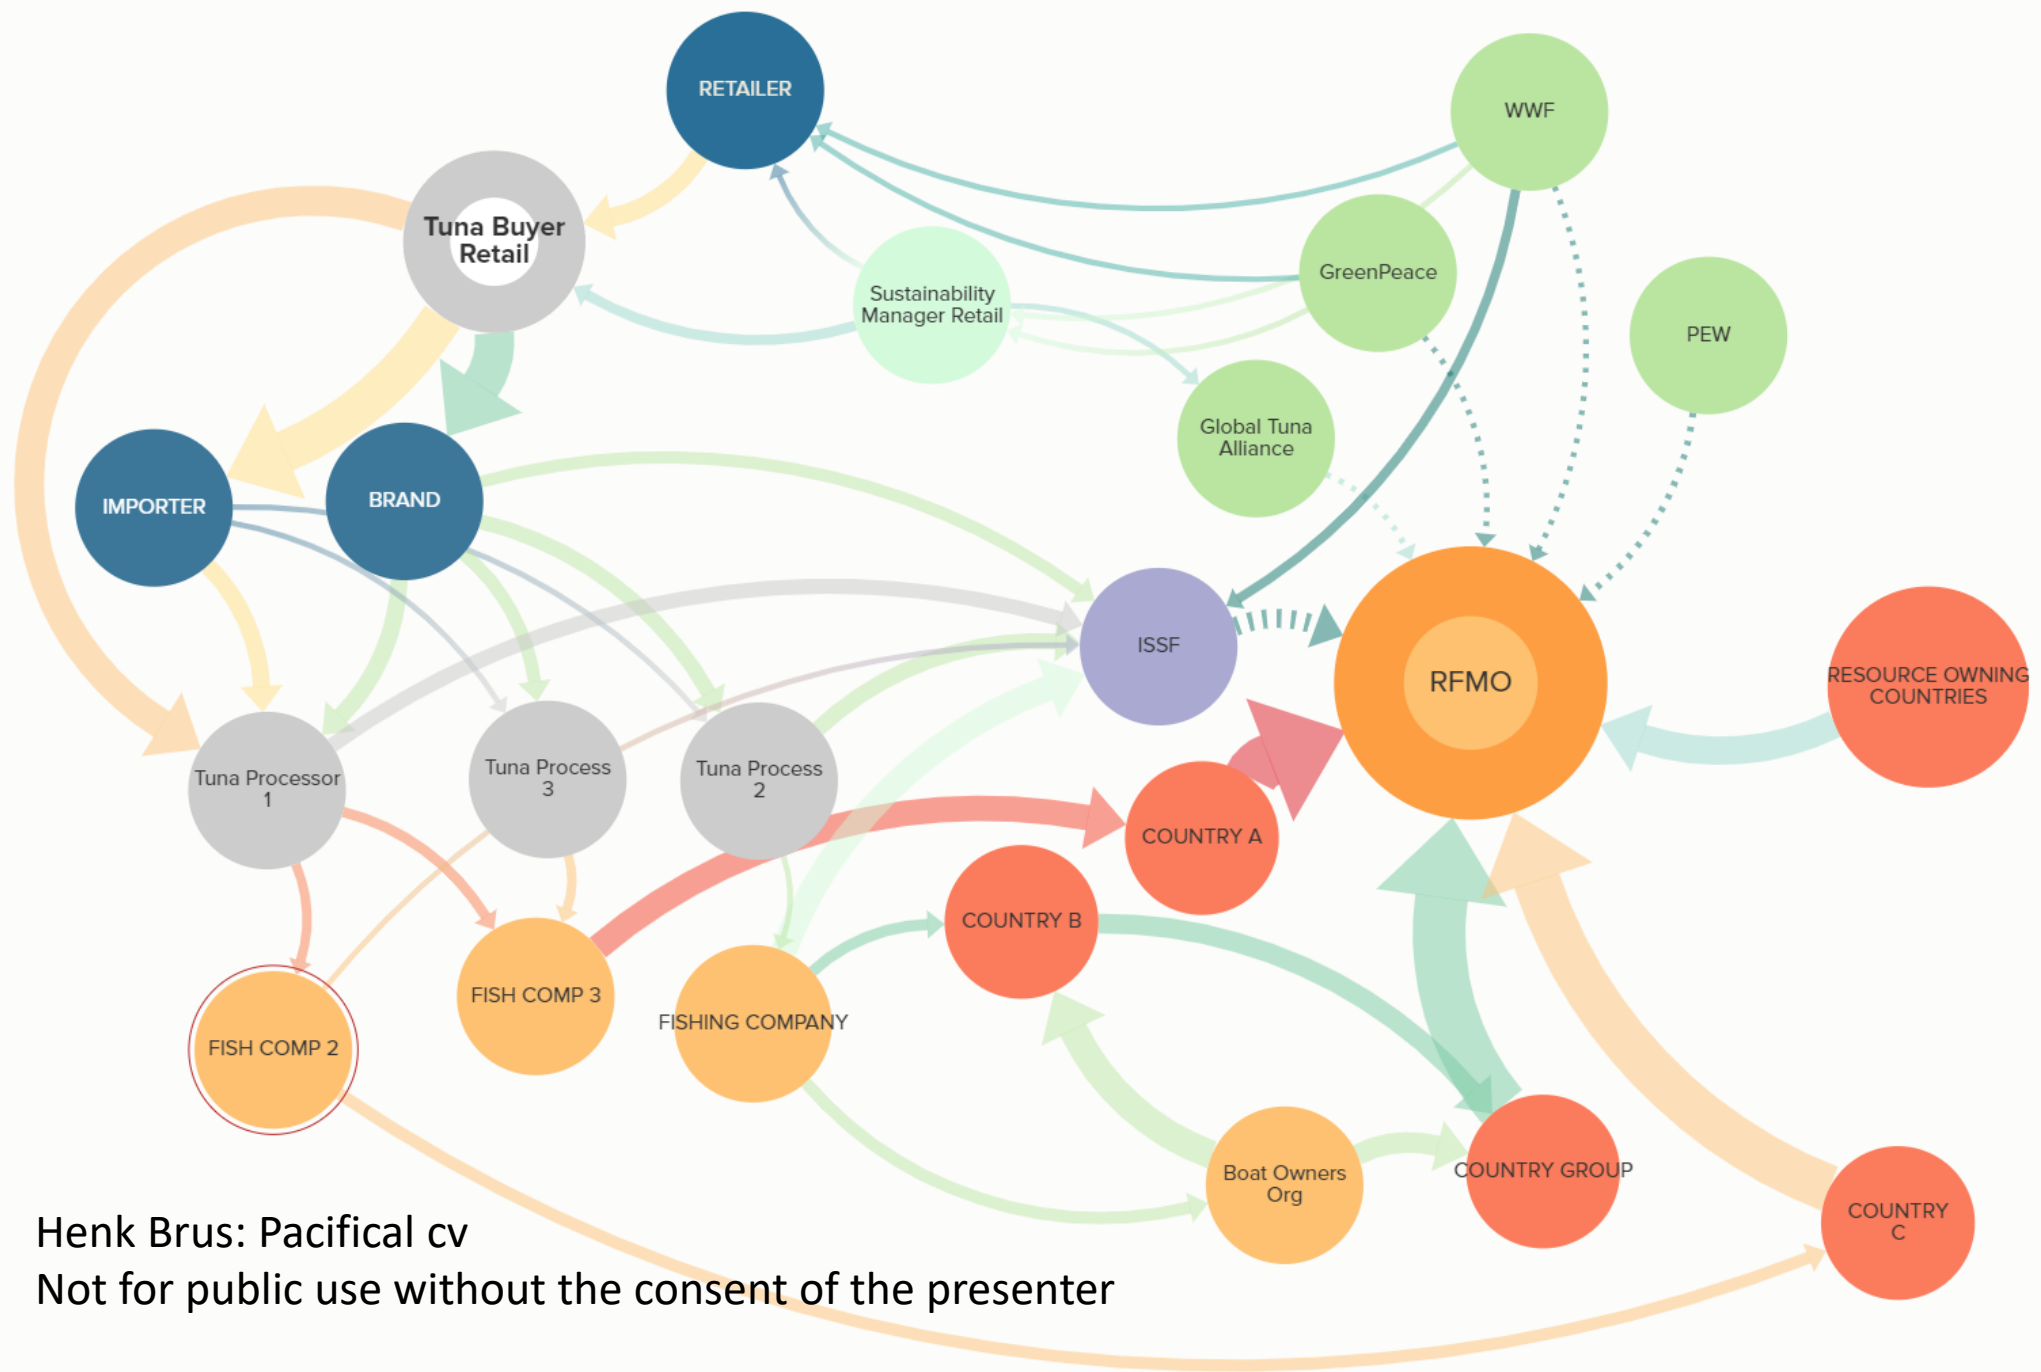 RETAILER
WWF
Tuna Buyer
Retail
GreenPeace
Sustainability
Manager Retail
PEW
Global Tuna
Alliance
IMPORTER
BRAND
ISSF
RFMO
RESOURCE OWNING
COUNTRIES
Tuna Processor
1
Tuna Process
3
Tuna Process
2
COUNTRY A
COUNTRY B
FISH COMP 3
FISHING COMPANY
FISH COMP 2
Boat Owners
Org
COUNTRY GROUP
COUNTRY
C
Henk Brus: Pacifical cv
Not for public use without the consent of the presenter